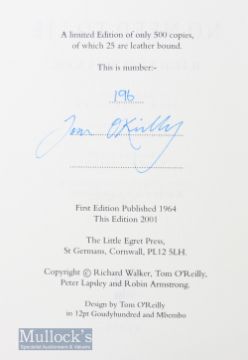 A limited Edition of only 500 copies,
of which 25 are leather bound.
This is number:-
196
Tom O'Reilly
First Edition Published 1964
This Edition 2001
The Little Egret Press,
St Germans, Cornwall, PL12 5LH.
Copyright © Richard Walker, Tom O'Reilly,
Peter Lapsley and Robin Armstrong.
Design by Tom O'Reilly
in 12pt Goudyhundred and Mbembo
Mullock's
Specialist Auctioneers & Valuers